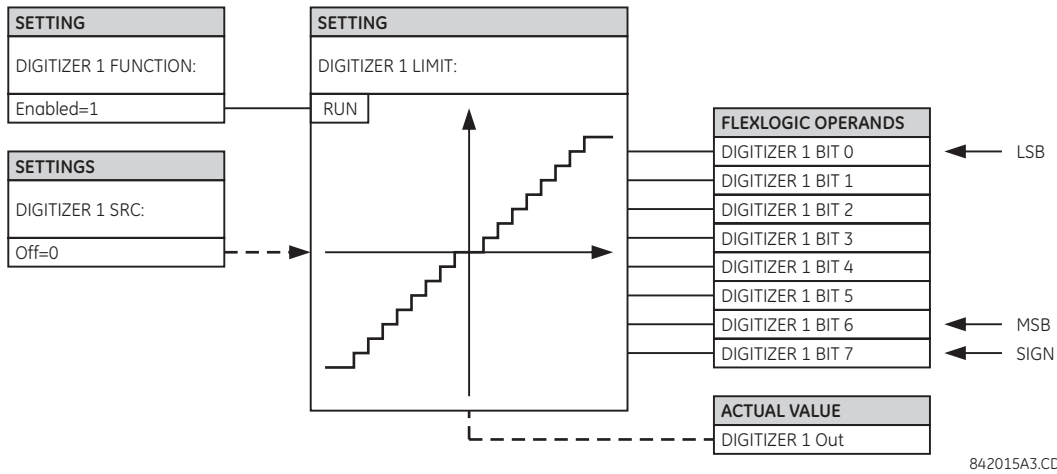 SETTING
DIGITIZER 1 FUNCTION:
Enabled=1
SETTINGS
DIGITIZER 1 SRC:
Off=0
SETTING
DIGITIZER 1 LIMIT:
RUN
FLEXLOGIC OPERANDS
DIGITIZER 1 BIT 0
DIGITIZER 1 BIT 1
DIGITIZER 1 BIT 2
DIGITIZER 1 BIT 3
DIGITIZER 1 BIT 4
DIGITIZER 1 BIT 5
DIGITIZER 1 BIT 6
DIGITIZER 1 BIT 7
LSB
MSB
SIGN
ACTUAL VALUE
DIGITIZER 1 Out
842015A3.CD